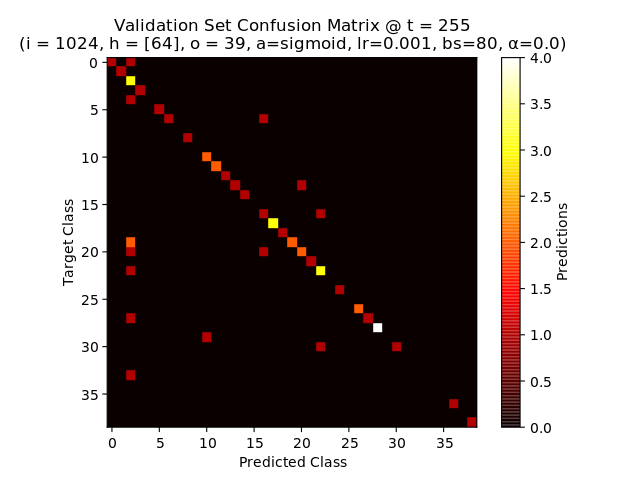 Validation Set Confusion Matrix @ t = 255
(i = 1024, h = [64], o = 39, a=sigmoid, lr=0.001, bs=80, α=0.0)
0
5
10
15
20
25
30
35
Target Class
0 5 10 15 20 25 30 35
Predicted Class
4.0
3.5
3.0
2.5
2.0
1.5
1.0
0.5
0.0
Predictions